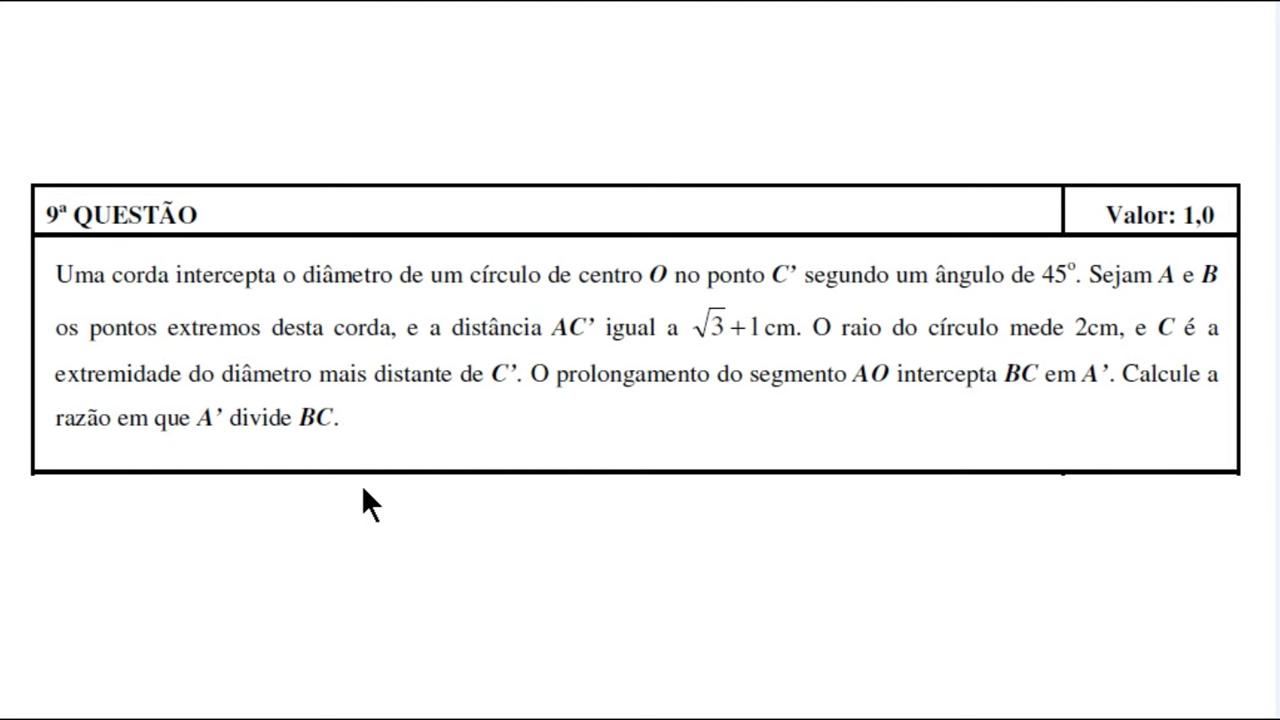 9ª QUESTÃO
Valor: 1,0
Uma corda intercepta o diâmetro de um círculo de centro O no ponto C’ segundo um ângulo de 45º. Sejam A e B
os pontos extremos desta corda, e a distância AC’ igual a √3 + 1 cm. O raio do círculo mede 2cm, e C é a
extremidade do diâmetro mais distante de C’. O prolongamento do segmento AO intercepta BC em A’. Calcule a
razão em que A’ divide BC.